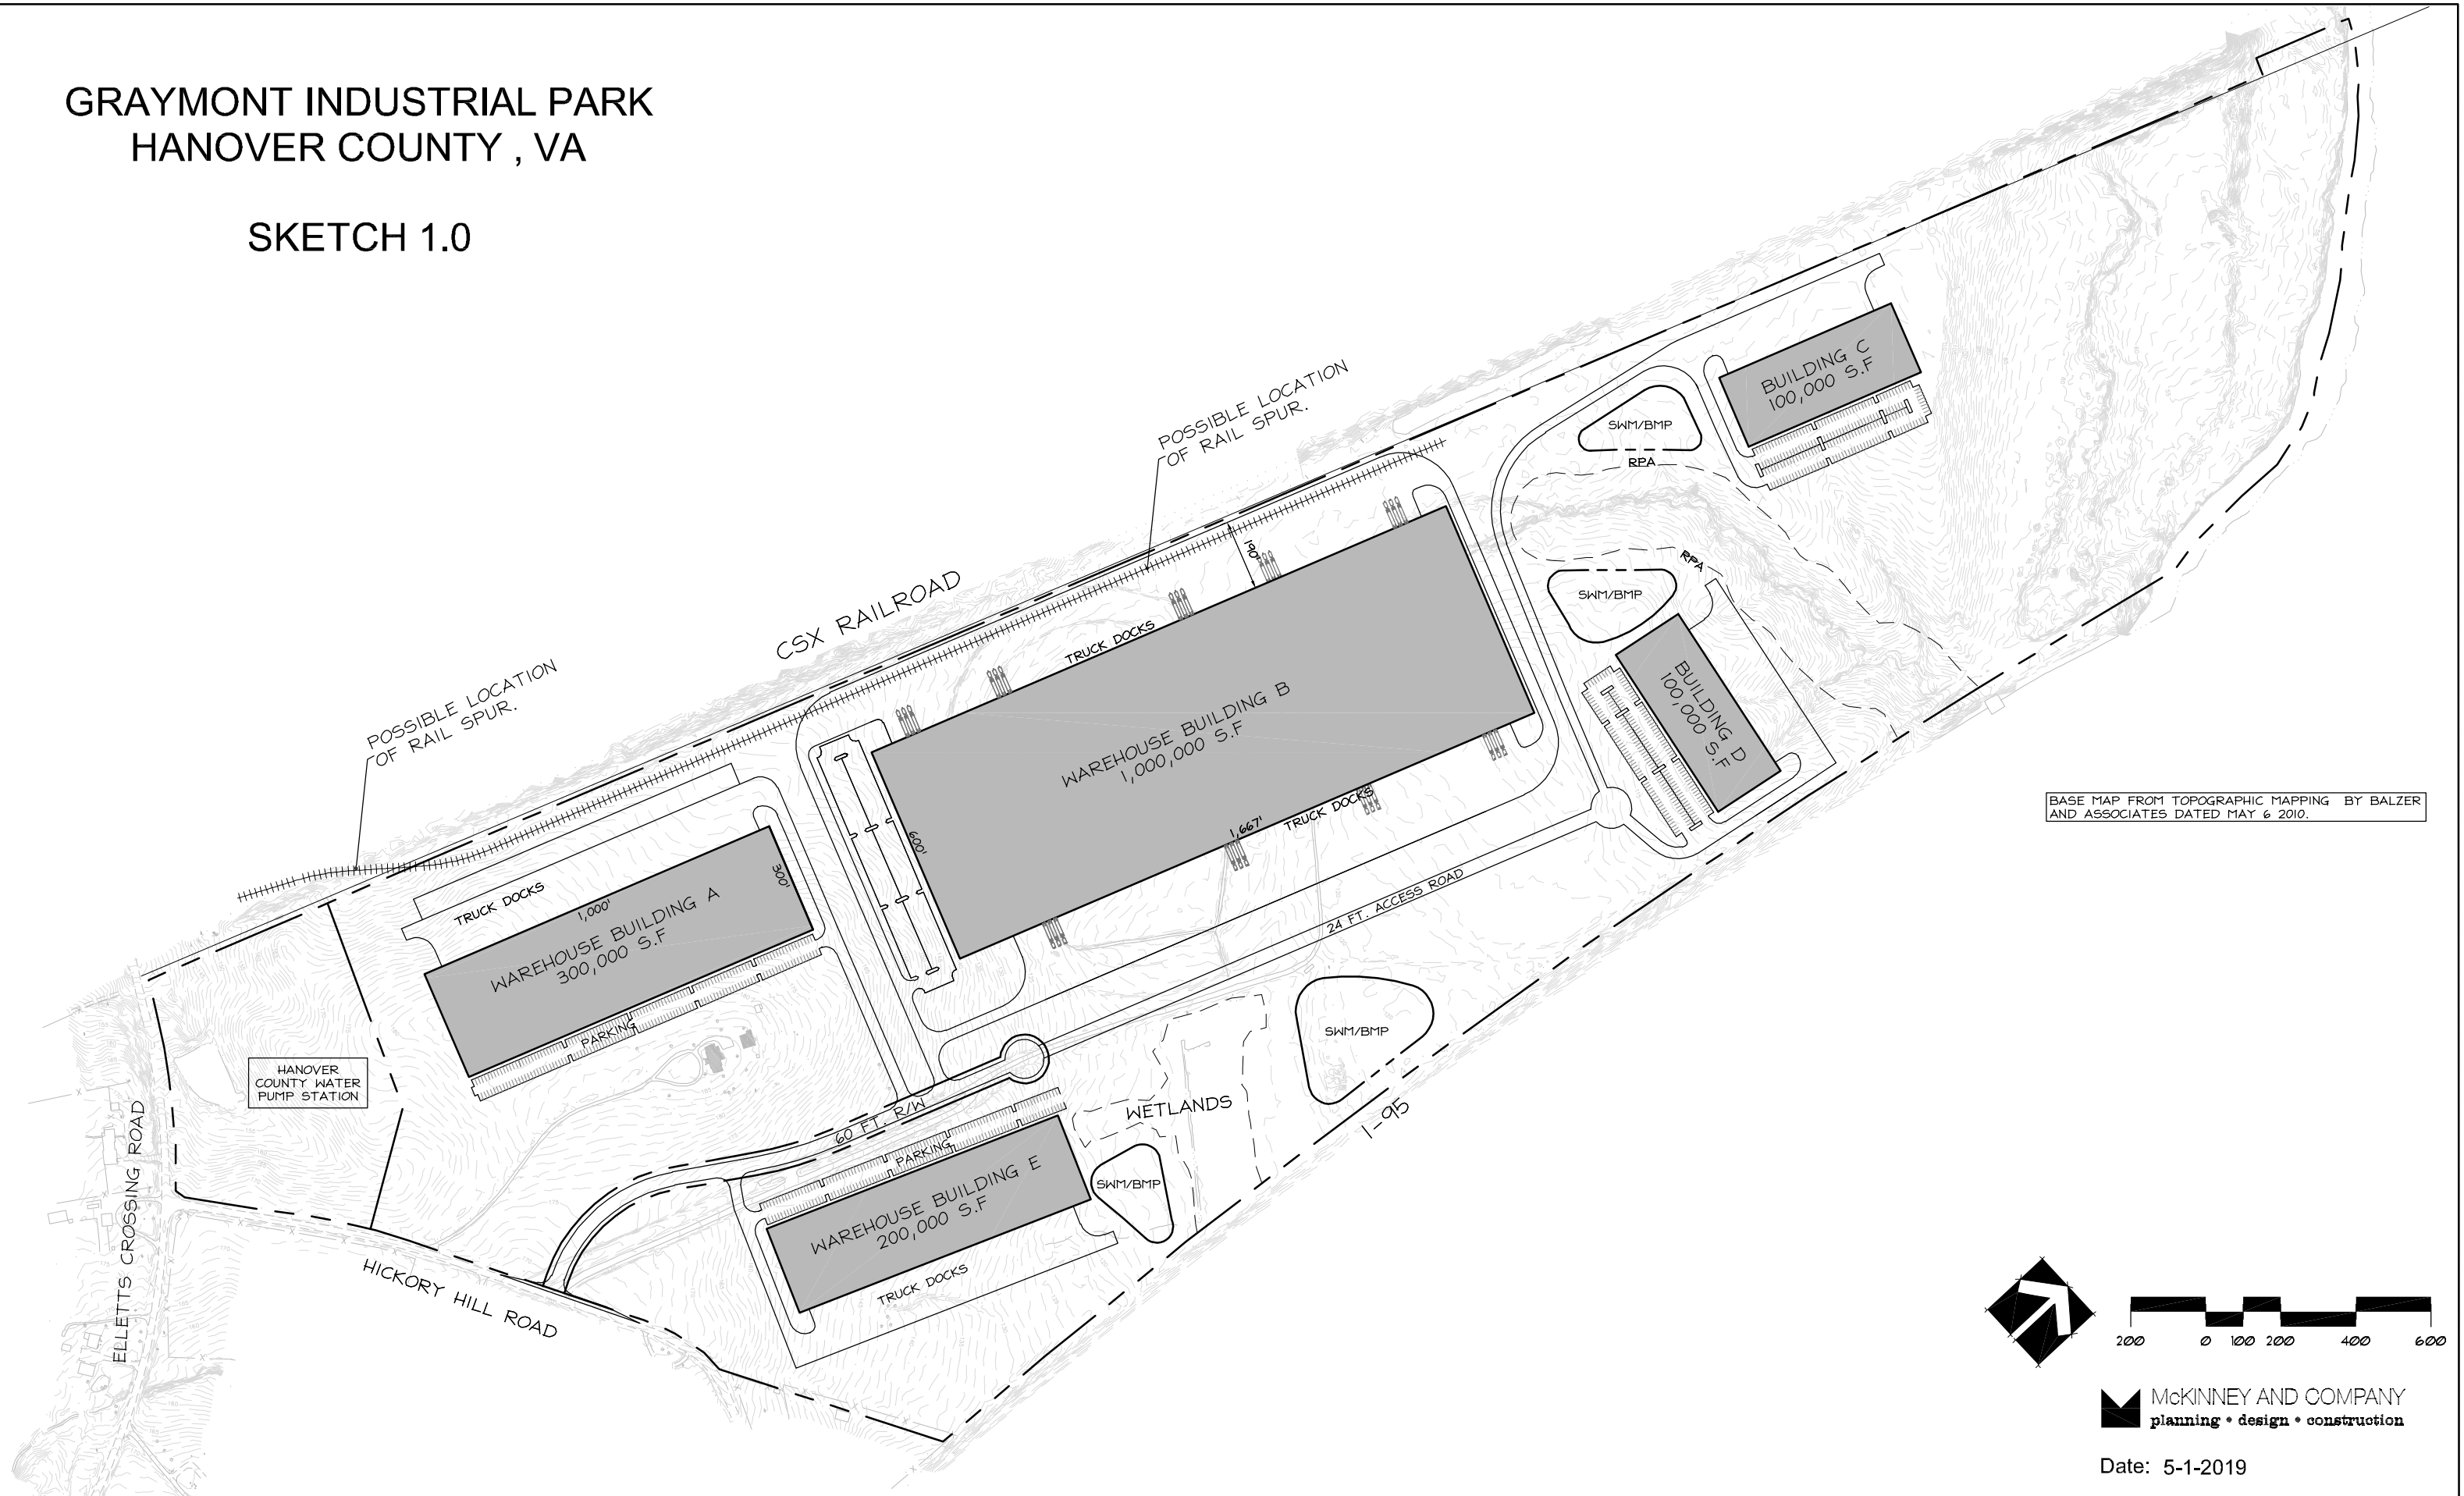 GRAYMONT INDUSTRIAL PARK
HANOVER COUNTY , VA
SKETCH 1.0
BUILDING C
100,000 S.F
SWM/BMP
RPA
POSSIBLE LOCATION
OF RAIL SPUR.
190'
RPA
SWM/BMP
CSX RAILROAD
TRUCK DOCKS
BUILDING D
100,000 S.F
POSSIBLE LOCATION
OF RAIL SPUR.
WAREHOUSE BUILDING B
1,000,000 S.F
600'
1,667'
TRUCK DOCKS
BASE MAP FROM TOPOGRAPHIC MAPPING BY BALZER
AND ASSOCIATES DATED MAY 6 2010.
TRUCK DOCKS
1,000'
300'
WAREHOUSE BUILDING A
300,000 S.F
24 FT. ACCESS ROAD
PARKING
SWM/BMP
HANOVER
COUNTY WATER
PUMP STATION
60 FT. R/W
WETLANDS
I-95
PARKING
WAREHOUSE BUILDING E
200,000 S.F
SWM/BMP
TRUCK DOCKS
ELLETTS CROSSING ROAD
HICKORY HILL ROAD
200 0 100 200 400 600
McKINNEY AND COMPANY
planning • design • construction
Date: 5-1-2019